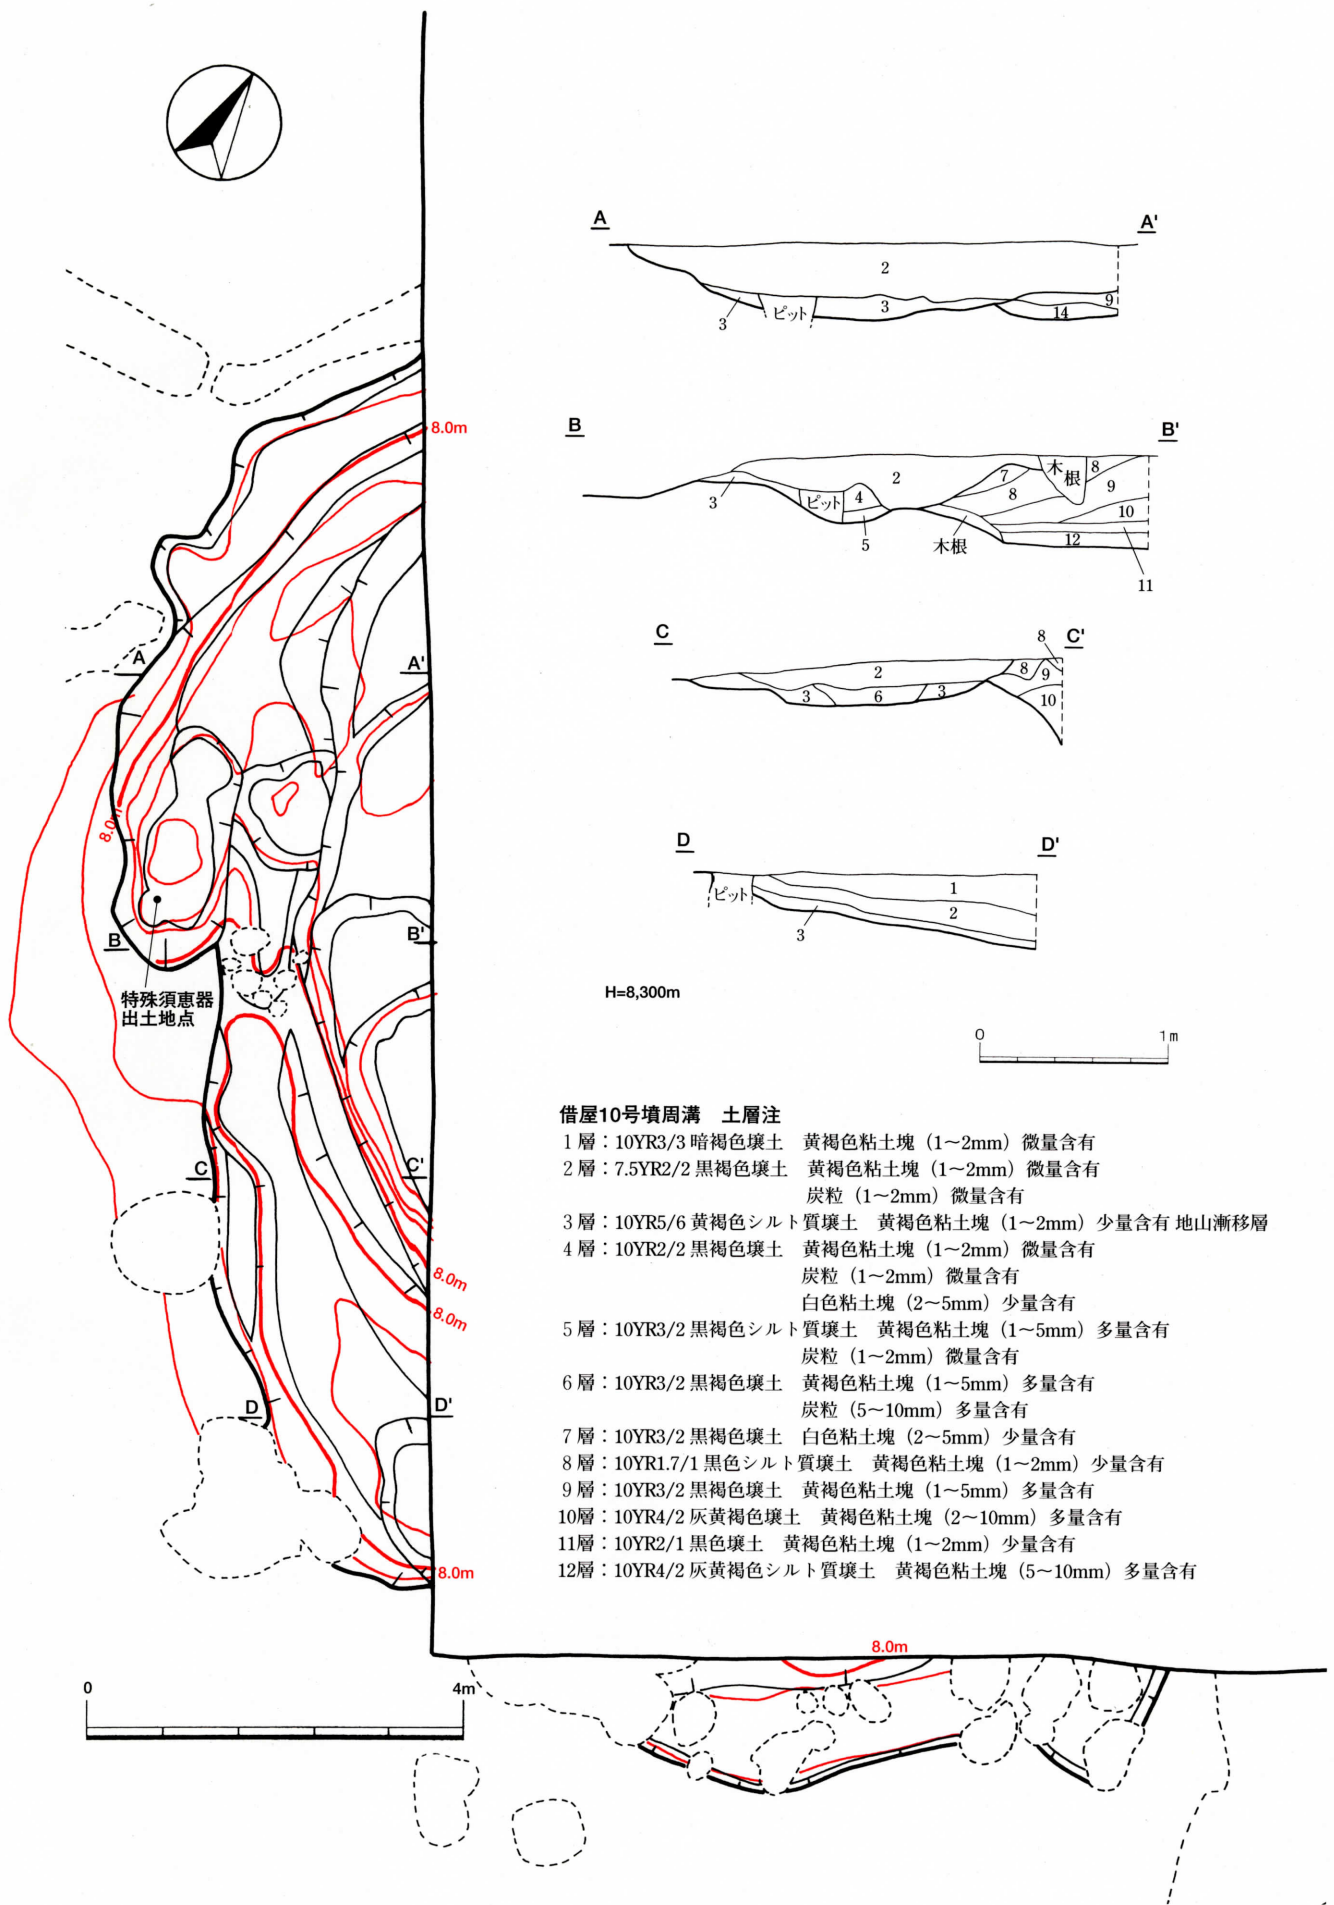 A
A'
2
3
ピット
3
9
14
8.0m
B
B'
2
3
ピット
4
5
7
8
木根
8
9
10
12
木根
11
C
C'
8
2
3
6
3
8
9
10
A
A'
8.0m
D
D'
ピット
1
2
3
B
B'
特殊須恵器
出土地点
H=8,300m
0
1m
C
C'
8.0m
8.0m
D
D'
8.0m
借屋10号墳周溝 土層注
1層：10YR3/3 暗褐色壌土 黄褐色粘土塊（1～2mm）微量含有
2層：7.5YR2/2 黒褐色壌土 黄褐色粘土塊（1～2mm）微量含有
炭粒（1～2mm）微量含有
3層：10YR5/6 黄褐色シルト質壌土 黄褐色粘土塊（1～2mm）少量含有 地山漸移層
4層：10YR2/2 黒褐色壌土 黄褐色粘土塊（1～2mm）微量含有
炭粒（1～2mm）微量含有
白色粘土塊（2～5mm）少量含有
5層：10YR3/2 黒褐色シルト質壌土 黄褐色粘土塊（1～5mm）多量含有
炭粒（1～2mm）微量含有
6層：10YR3/2 黒褐色壌土 黄褐色粘土塊（1～5mm）多量含有
炭粒（5～10mm）多量含有
7層：10YR3/2 黒褐色壌土 白色粘土塊（2～5mm）少量含有
8層：10YR1.7/1 黒色シルト質壌土 黄褐色粘土塊（1～2mm）少量含有
9層：10YR3/2 黒褐色壌土 黄褐色粘土塊（1～5mm）多量含有
10層：10YR4/2 灰黄褐色壌土 黄褐色粘土塊（2～10mm）多量含有
11層：10YR2/1 黒色壌土 黄褐色粘土塊（1～2mm）少量含有
12層：10YR4/2 灰黄褐色シルト質壌土 黄褐色粘土塊（5～10mm）多量含有
8.0m
0
4m